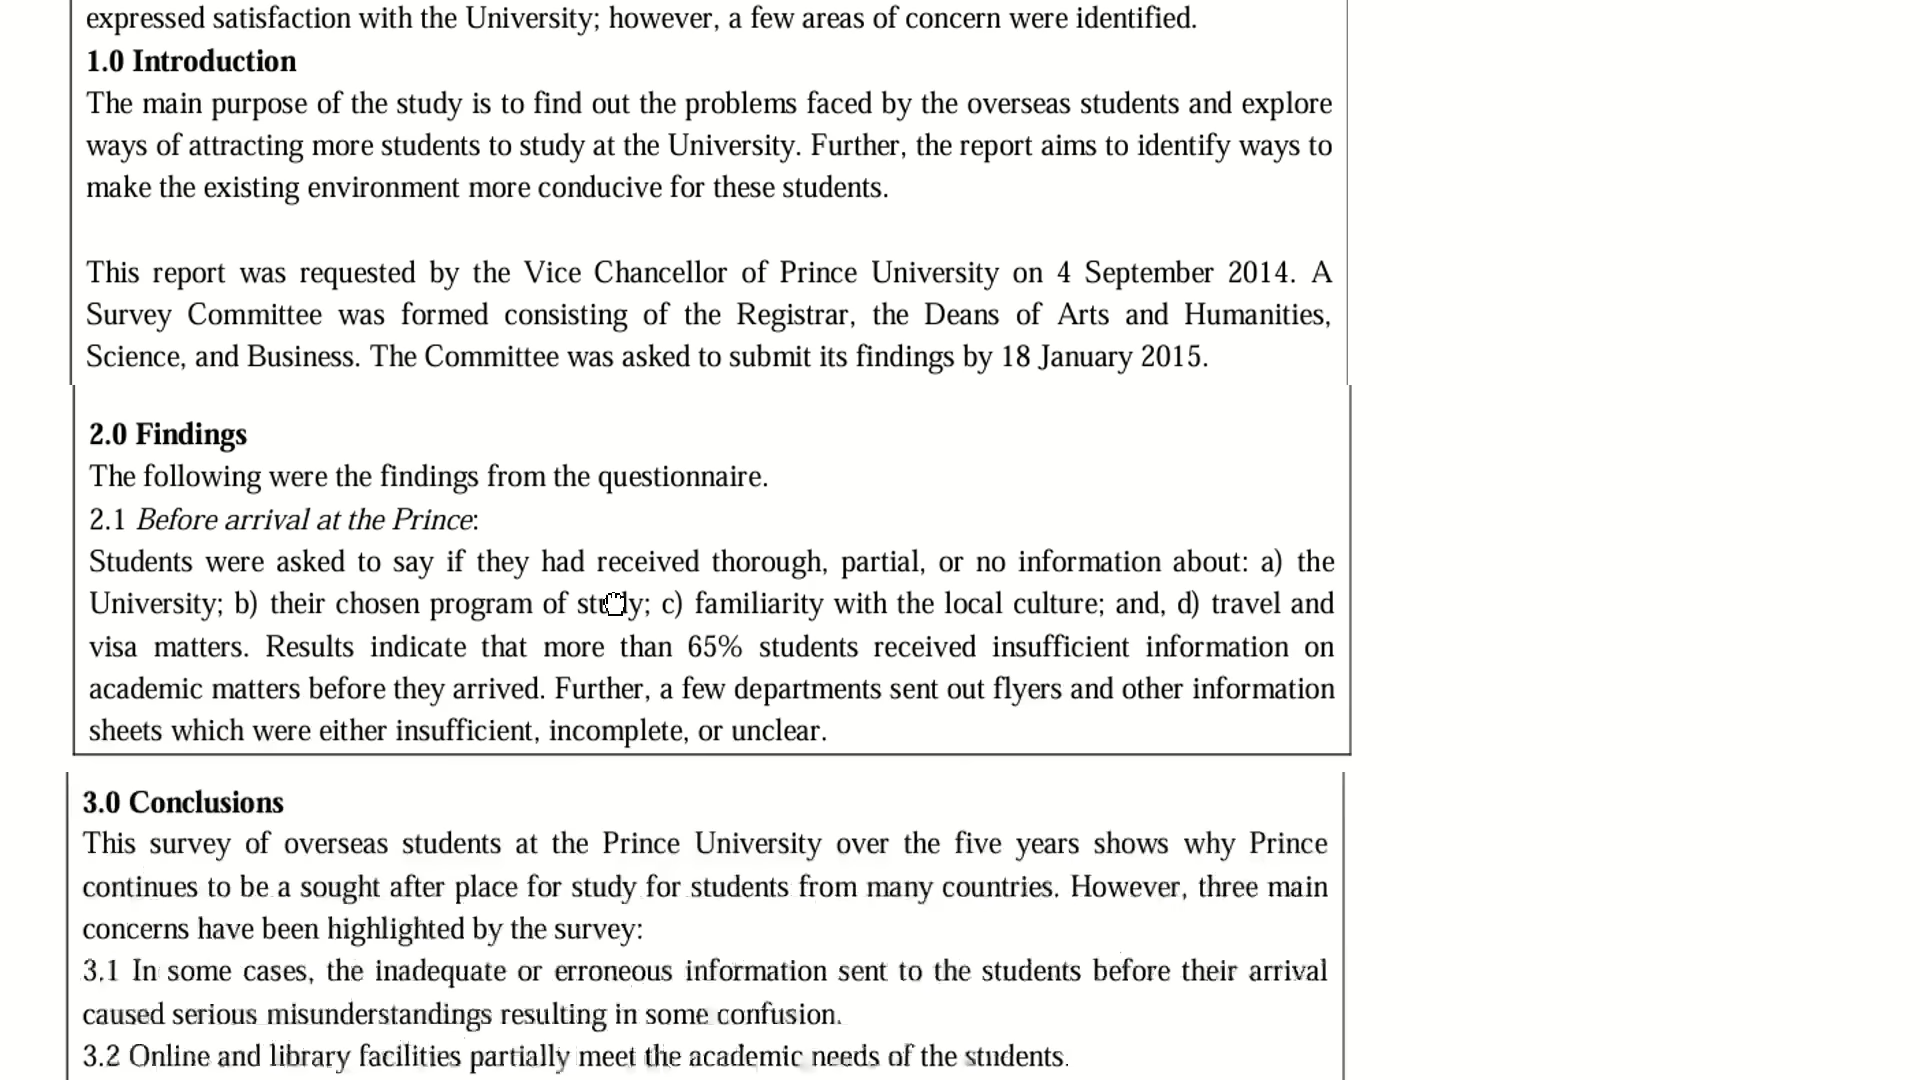 expressed satisfaction with the University; however, a few areas of concern were identified.
1.0 Introduction
The main purpose of the study is to find out the problems faced by the overseas students and explore
ways of attracting more students to study at the University. Further, the report aims to identify ways to
make the existing environment more conducive for these students.
This report was requested by the Vice Chancellor of Prince University on 4 September 2014. A
Survey Committee was formed consisting of the Registrar, the Deans of Arts and Humanities,
Science, and Business. The Committee was asked to submit its findings by 18 January 2015.
2.0 Findings
The following were the findings from the questionnaire.
2.1 Before arrival at the Prince:
Students were asked to say if they had received thorough, partial, or no information about: a) the
University; b) their chosen program of study; c) familiarity with the local culture; and, d) travel and
visa matters. Results indicate that more than 65% students received insufficient information on
academic matters before they arrived. Further, a few departments sent out flyers and other information
sheets which were either insufficient, incomplete, or unclear.
3.0 Conclusions
This survey of overseas students at the Prince University over the five years shows why Prince
continues to be a sought after place for study for students from many countries. However, three main
concerns have been highlighted by the survey:
3.1 In some cases, the inadequate or erroneous information sent to the students before their arrival
caused serious misunderstandings resulting in some confusion.
3.2 Online and library facilities partially meet the academic needs of the students.